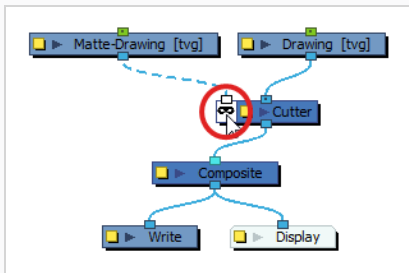 Matte-Drawing [tvg]
Drawing [tvg]
Cutter
Composite
Write
Display